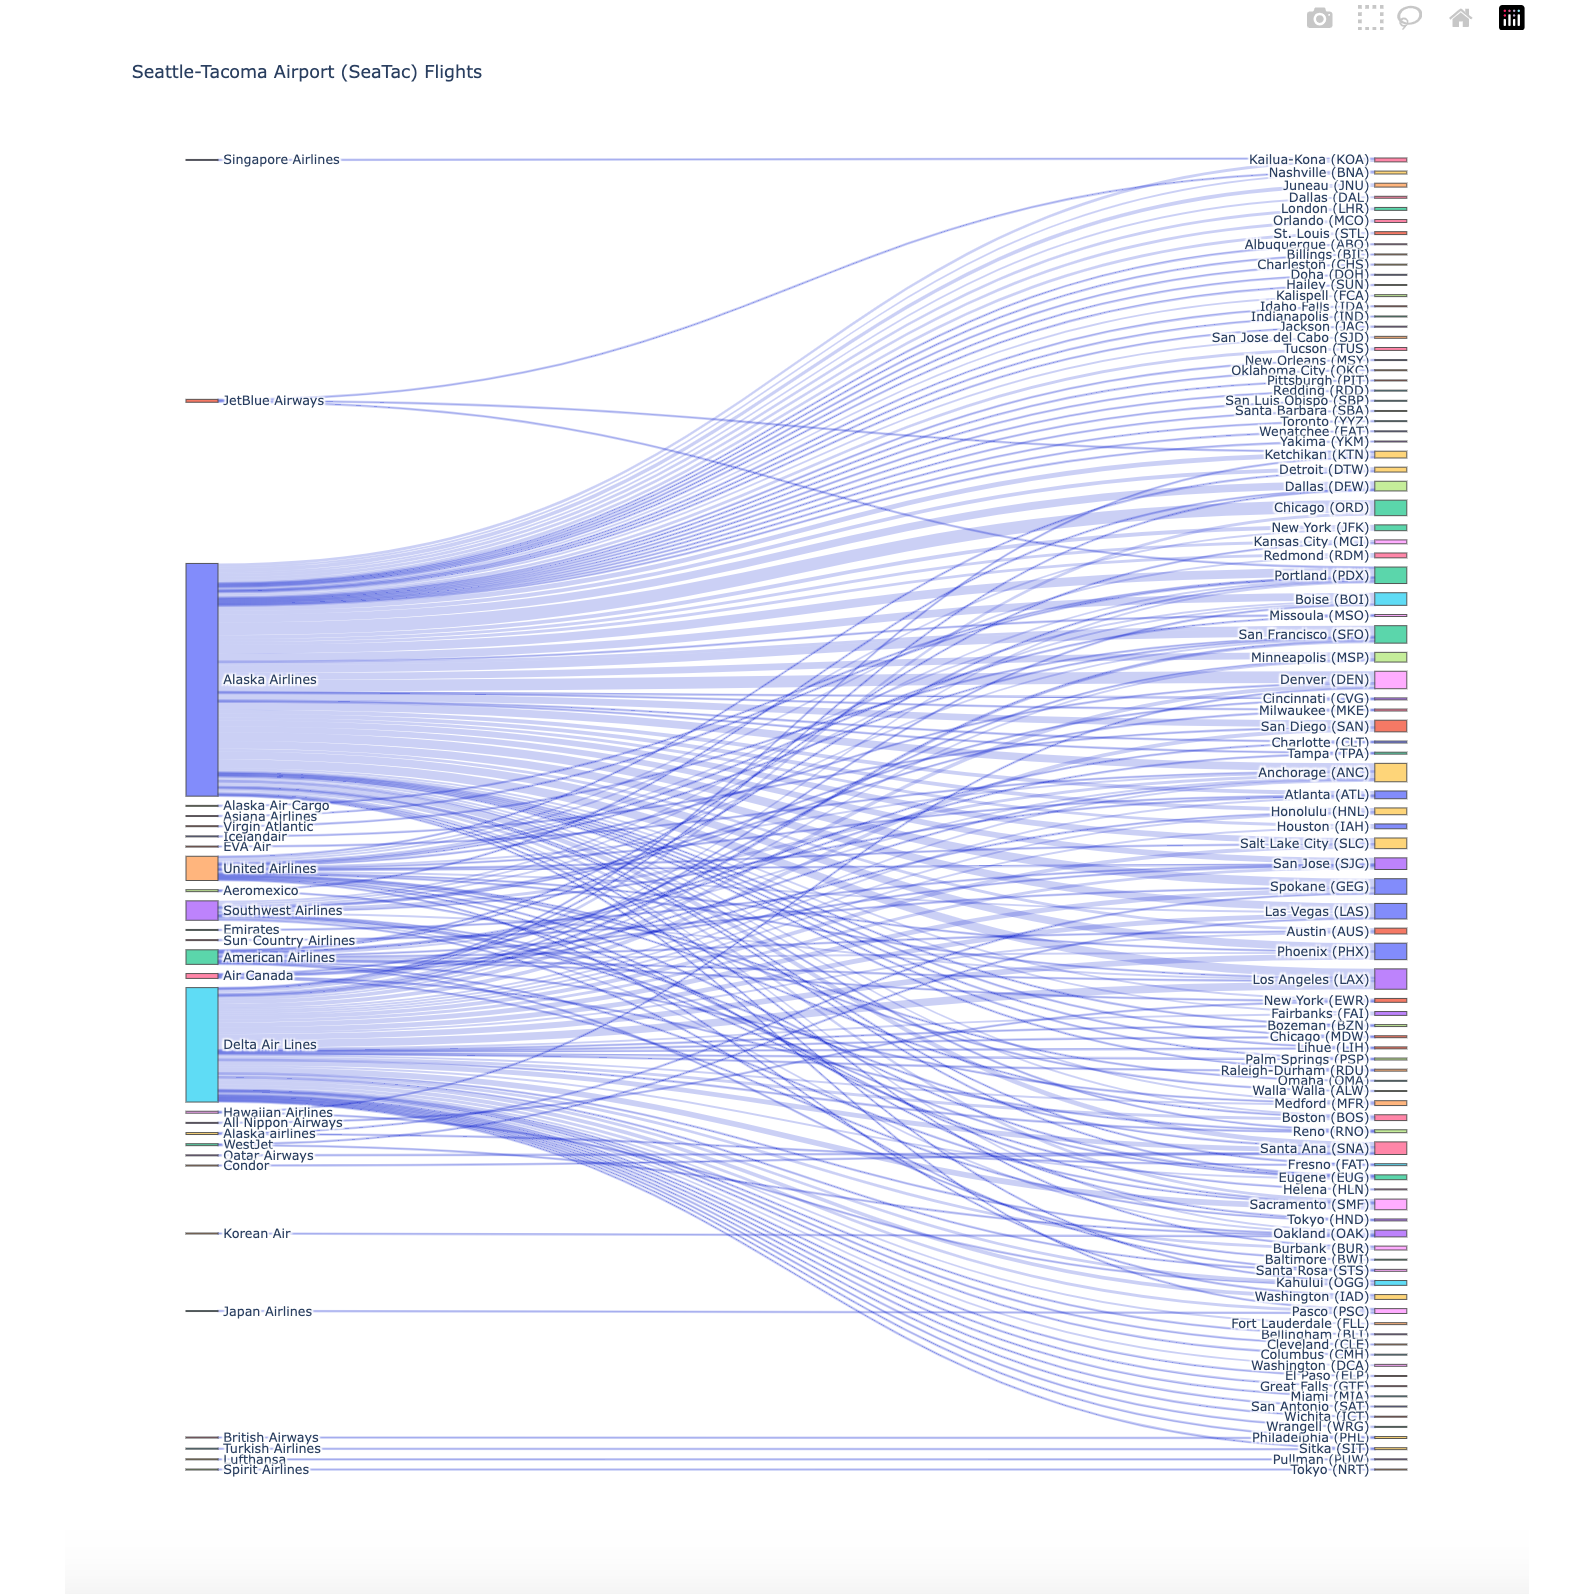 Seattle-Tacoma Airport (SeaTac) Flights
Singapore Airlines
JetBlue Airways
Alaska Airlines
Alaska Air Cargo
Asiana Airlines
Virgin Atlantic
Icelandair
EVA Air
United Airlines
Aeromexico
Southwest Airlines
Emirates
Sun Country Airlines
American Airlines
Air Canada
Delta Air Lines
Hawaiian Airlines
All Nippon Airways
Alaska airlines
WestJet
Qatar Airways
Condor
Korean Air
Japan Airlines
British Airways
Turkish Airlines
Lufthansa
Spirit Airlines
Kailua-Kona (KOA)
Nashville (BNA)
Juneau (JNU)
Dallas (DAL)
London (LHR)
Orlando (MCO)
St. Louis (STL)
Albuquerque (ABQ)
Billings (BIL)
Charleston (CHS)
Doha (DOH)
Hailey (SUN)
Kalispell (FCA)
Idaho Falls (IDA)
Indianapolis (IND)
Jackson (JAC)
San Jose del Cabo (SJD)
Tucson (TUS)
New Orleans (MSY)
Oklahoma City (OKC)
Pittsburgh (PIT)
Redding (RDD)
San Luis Obispo (SBP)
Santa Barbara (SBA)
Toronto (YYZ)
Wenatchee (EAT)
Yakima (YKM)
Ketchikan (KTN)
Detroit (DTW)
Dallas (DFW)
Chicago (ORD)
New York (JFK)
Kansas City (MCI)
Redmond (RDM)
Portland (PDX)
Boise (BOI)
Missoula (MSO)
San Francisco (SFO)
Minneapolis (MSP)
Denver (DEN)
Cincinnati (CVG)
Milwaukee (MKE)
San Diego (SAN)
Charlotte (CLT)
Tampa (TPA)
Anchorage (ANC)
Atlanta (ATL)
Honolulu (HNL)
Houston (IAH)
Salt Lake City (SLC)
San Jose (SJC)
Spokane (GEG)
Las Vegas (LAS)
Austin (AUS)
Phoenix (PHX)
Los Angeles (LAX)
New York (EWR)
Fairbanks (FAI)
Bozeman (BZN)
Chicago (MDW)
Lihue (LIH)
Palm Springs (PSP)
Raleigh-Durham (RDU)
Omaha (OMA)
Walla Walla (ALW)
Medford (MFR)
Boston (BOS)
Reno (RNO)
Santa Ana (SNA)
Fresno (FAT)
Eugene (EUG)
Helena (HLN)
Sacramento (SMF)
Tokyo (HND)
Oakland (OAK)
Burbank (BUR)
Baltimore (BWI)
Santa Rosa (STS)
Kahului (OGG)
Washington (IAD)
Pasco (PSC)
Fort Lauderdale (FLL)
Bellingham (BLI)
Cleveland (CLE)
Columbus (CMH)
Washington (DCA)
El Paso (ELP)
Great Falls (GTF)
Miami (MIA)
San Antonio (SAT)
Wichita (ICT)
Wrangell (WRG)
Philadelphia (PHL)
Sitka (SIT)
Pullman (PUW)
Tokyo (NRT)